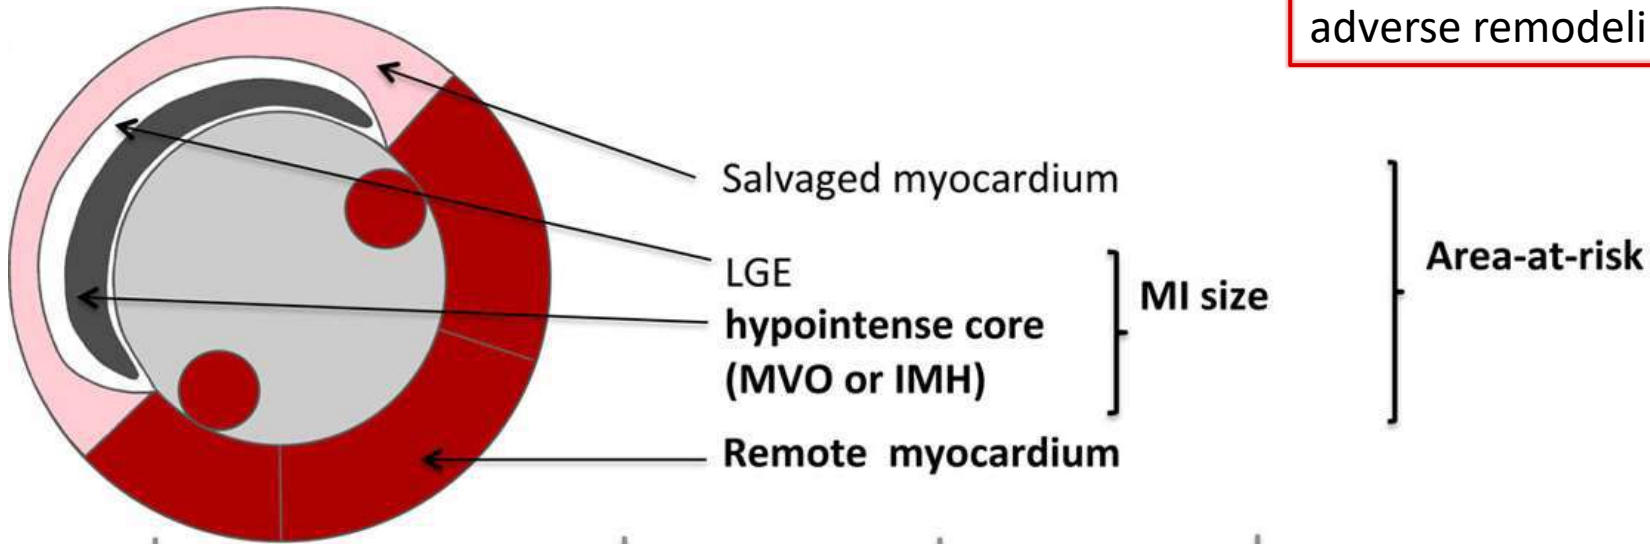 adverse remodeli
Salvaged myocardium
LGE
hypointense core
(MVO or IMH)
MI size
Area-at-risk
Remote myocardium